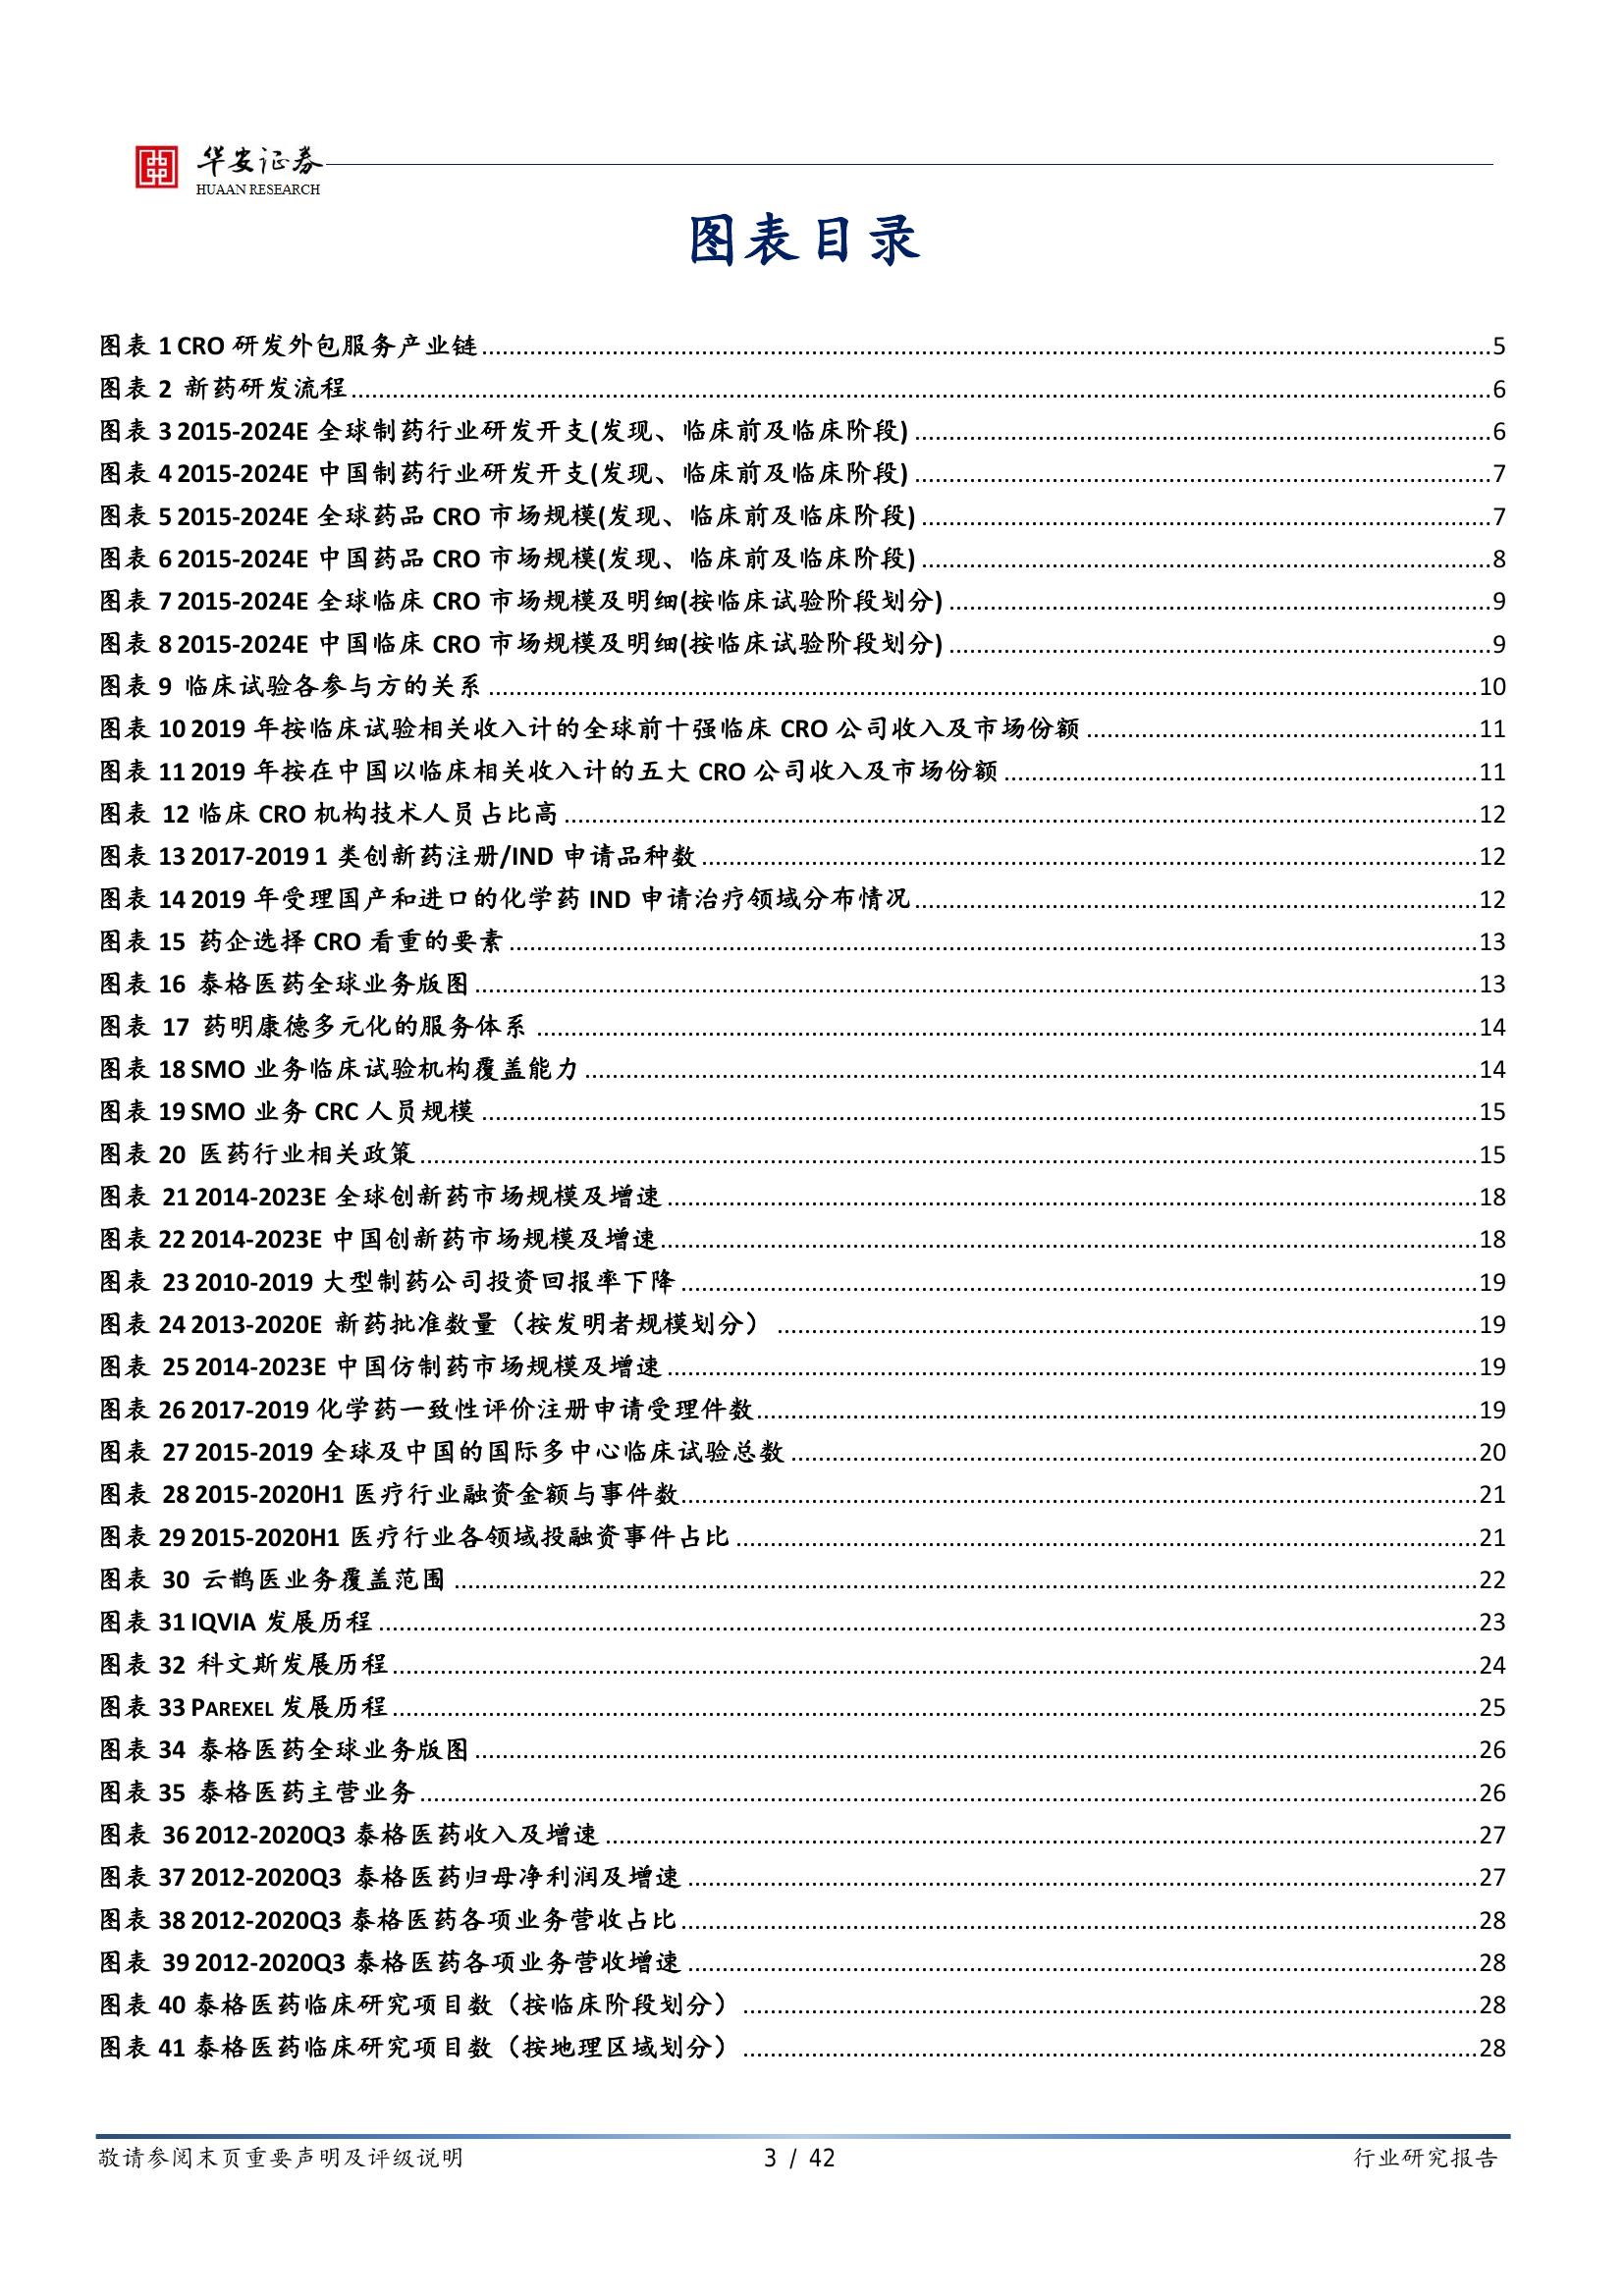 华安证券
HUAAN RESEARCH
图表目录
图表 1 CRO 研发外包服务产业链........5
图表 2 新药研发流程........6
图表 3 2015-2024E 全球制药行业研发开支(发现、临床前及临床阶段)........6
图表 4 2015-2024E 中国制药行业研发开支(发现、临床前及临床阶段)........7
图表 5 2015-2024E 全球药品 CRO 市场规模(发现、临床前及临床阶段)........7
图表 6 2015-2024E 中国药品 CRO 市场规模(发现、临床前及临床阶段)........8
图表 7 2015-2024E 全球临床 CRO 市场规模及明细(按临床试验阶段划分)........9
图表 8 2015-2024E 中国临床 CRO 市场规模及明细(按临床试验阶段划分)........9
图表 9 临床试验各参与方的关系........10
图表 10 2019 年按临床试验相关收入计的全球前十强临床 CRO 公司收入及市场份额........11
图表 11 2019 年按在中国以临床相关收入计的五大 CRO 公司收入及市场份额........11
图表 12 临床 CRO 机构技术人员占比高........12
图表 13 2017-2019 1 类创新药注册/IND 申请品种数........12
图表 14 2019 年受理国产和进口的化学药 IND 申请治疗领域分布情况........12
图表 15 药企选择 CRO 看重的要素........13
图表 16 泰格医药全球业务版图........13
图表 17 药明康德多元化的服务体系........14
图表 18 SMO 业务临床试验机构覆盖能力........14
图表 19 SMO 业务 CRC 人员规模........15
图表 20 医药行业相关政策........15
图表 21 2014-2023E 全球创新药市场规模及增速........18
图表 22 2014-2023E 中国创新药市场规模及增速........18
图表 23 2010-2019 大型制药公司投资回报率下降........19
图表 24 2013-2020E 新药批准数量（按发明者规模划分）........19
图表 25 2014-2023E 中国仿制药市场规模及增速........19
图表 26 2017-2019 化学药一致性评价注册申请受理件数........19
图表 27 2015-2019 全球及中国的国际多中心临床试验总数........20
图表 28 2015-2020H1 医疗行业融资金额与事件数........21
图表 29 2015-2020H1 医疗行业各领域投融资事件占比........21
图表 30 云鹊医业务覆盖范围........22
图表 31 IQVIA 发展历程........23
图表 32 科文斯发展历程........24
图表 33 PAREXEL 发展历程........25
图表 34 泰格医药全球业务版图........26
图表 35 泰格医药主营业务........26
图表 36 2012-2020Q3 泰格医药收入及增速........27
图表 37 2012-2020Q3 泰格医药归母净利润及增速........27
图表 38 2012-2020Q3 泰格医药各项业务营收占比........28
图表 39 2012-2020Q3 泰格医药各项业务营收增速........28
图表 40 泰格医药临床研究项目数（按临床阶段划分）........28
图表 41 泰格医药临床研究项目数（按地理区域划分）........28
敬请参阅末页重要声明及评级说明 3 / 42 行业研究报告